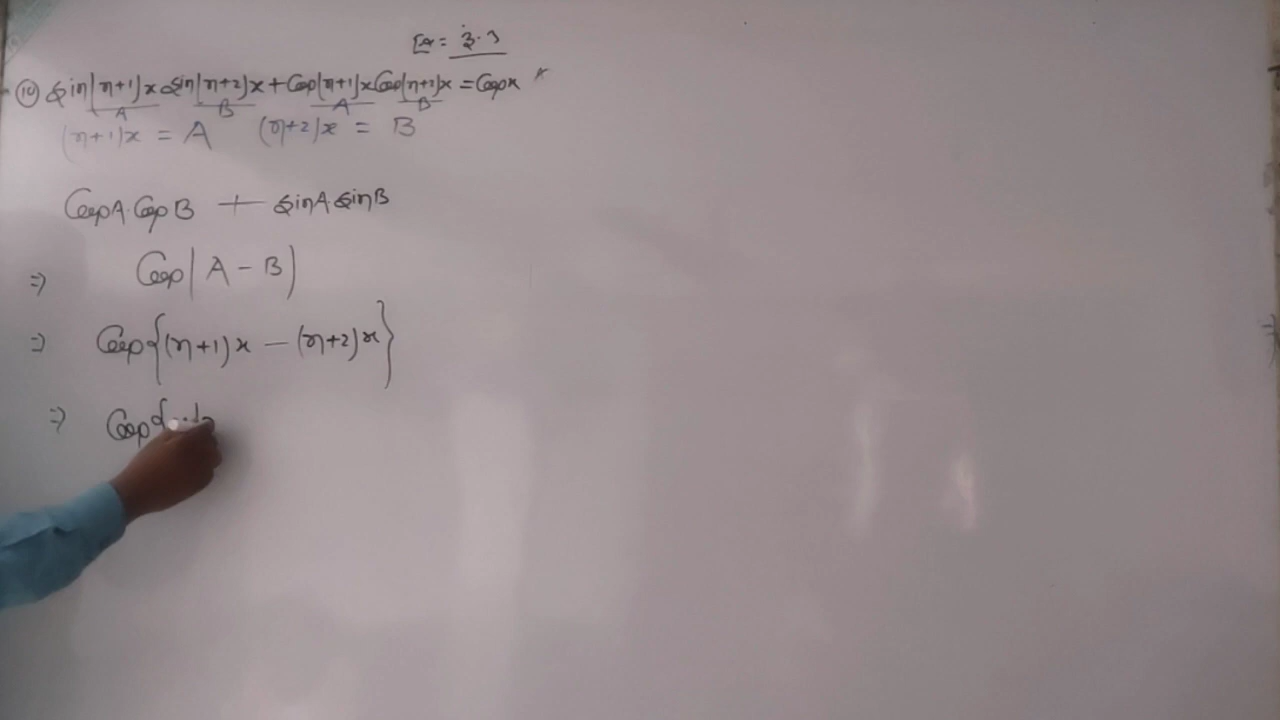 Ex = 3.3
(10) sin(n+1)x sin(n+2)x + Cos(n+1)x Cos(n+2)x = Cosx
A B A B
(n+1)x = A (n+2)x = B
CosA.CosB + sinA.sinB
⇒ Cos(A - B)
⇒ Cos{(n+1)x - (n+2)x}
⇒ Cos{